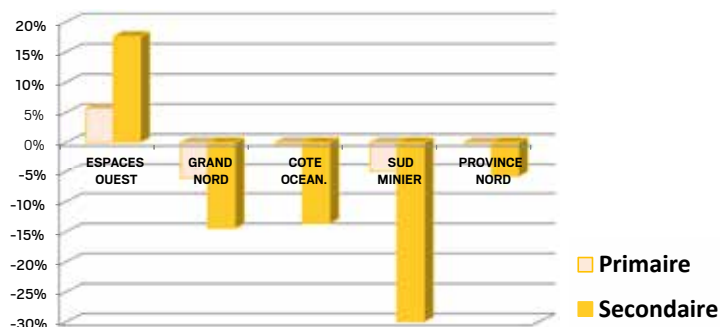 20%
15%
10%
5%
0%
ESPACES OUEST
GRAND NORD
COTE OCEAN.
SUD MINIER
PROVINCE NORD
-5%
-10%
-15%
-20%
-25%
-30%
Primaire
Secondaire